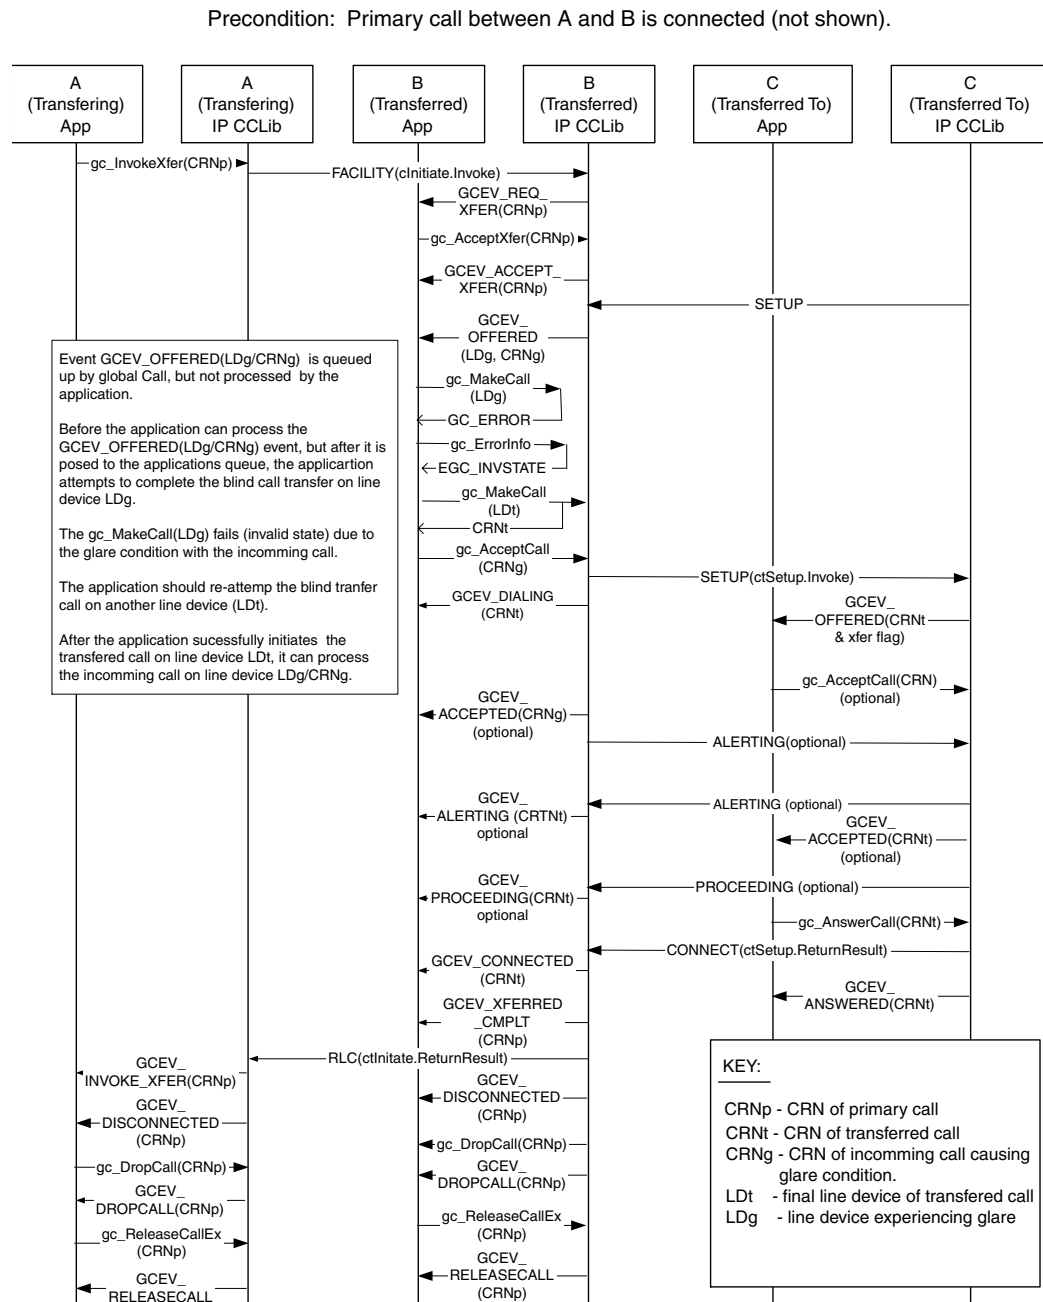 Precondition:  Primary call between A and B is connected (not shown).
A
(Transfering)
App
A
(Transfering)
IP CCLib
B
(Transferred)
App
B
(Transferred)
IP CCLib
C
(Transferred To)
App
C
(Transferred To)
IP CCLib
gc_InvokeXfer(CRNp)
FACILITY(cInitiate.Invoke)
GCEV_REQ_
XFER(CRNp)
gc_AcceptXfer(CRNp)
GCEV_ACCEPT_
XFER(CRNp)
SETUP
GCEV_
OFFERED
(LDg, CRNg)
Event GCEV_OFFERED(LDg/CRNg)  is queued
up by global Call, but not processed  by the
application.
Before the application can process the
GCEV_OFFERED(LDg/CRNg) event, but after it is
posed to the applications queue, the applicartion
attempts to complete the blind call transfer on line
device LDg.
The gc_MakeCall(LDg) fails (invalid state) due to
the glare condition with the incomming call.
The application should re-attemp the blind tranfer
call on another line device (LDt).
After the application sucessfully initiates  the
transfered call on line device LDt, it can process
the incomming call on line device LDg/CRNg.
gc_MakeCall
(LDg)
GC_ERROR
gc_ErrorInfo
EGC_INVSTATE
gc_MakeCall
(LDt)
CRNt
gc_AcceptCall
(CRNg)
SETUP(ctSetup.Invoke)
GCEV_DIALING
(CRNt)
GCEV_
OFFERED(CRNt
& xfer flag)
gc_AcceptCall(CRN)
(optional)
GCEV_
ACCEPTED(CRNg)
(optional)
ALERTING(optional)
ALERTING (optional)
GCEV_
ALERTING (CRTNt)
optional
GCEV_
ACCEPTED(CRNt)
(optional)
PROCEEDING (optional)
GCEV_
PROCEEDING(CRNt)
optional
gc_AnswerCall(CRNt)
CONNECT(ctSetup.ReturnResult)
GCEV_CONNECTED
(CRNt)
GCEV_
ANSWERED(CRNt)
GCEV_XFERRED
_CMPLT
(CRNp)
RLC(ctInitate.ReturnResult)
GCEV_
INVOKE_XFER(CRNp)
GCEV_
DISCONNECTED
(CRNp)
GCEV_
DISCONNECTED
(CRNp)
gc_DropCall(CRNp)
gc_DropCall(CRNp)
GCEV_
DROPCALL(CRNp)
GCEV_
DROPCALL(CRNp)
gc_ReleaseCallEx
(CRNp)
gc_ReleaseCallEx
(CRNp)
GCEV_
RELEASECALL
(CRNp)
GCEV_
RELEASECALL
KEY:
CRNp - CRN of primary call
CRNt - CRN of transferred call
CRNg - CRN of incomming call causing
glare condition.
LDt    - final line device of transfered call
LDg   - line device experiencing glare